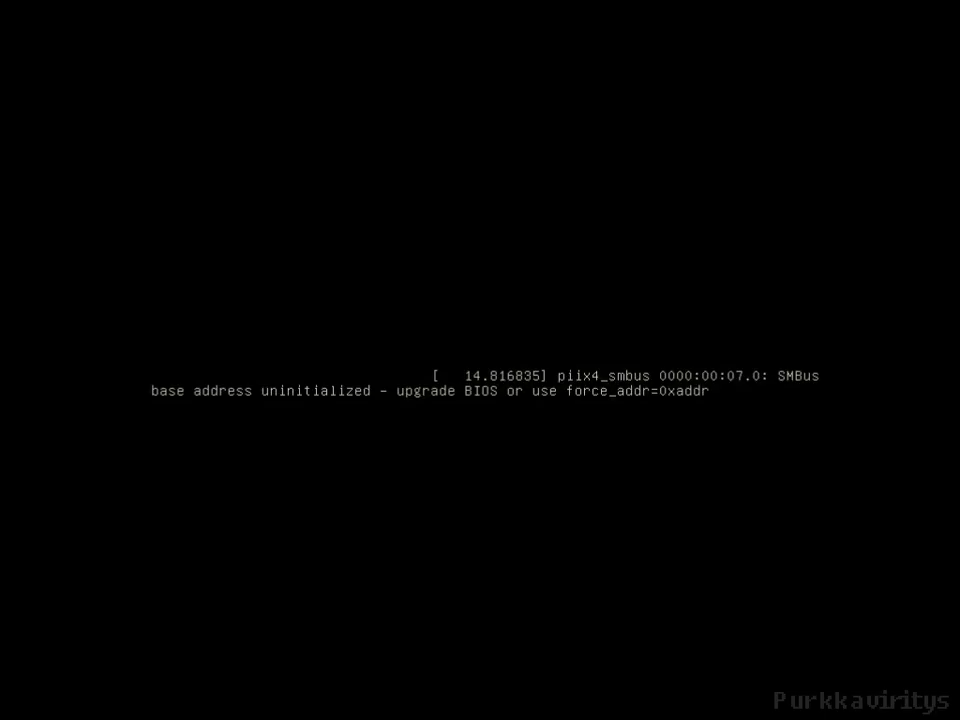 [   14.816835] piix4_smbus 0000:00:07.0: SMBus
base address uninitialized - upgrade BIOS or use force_addr=0xaddr
Purkkaviritys